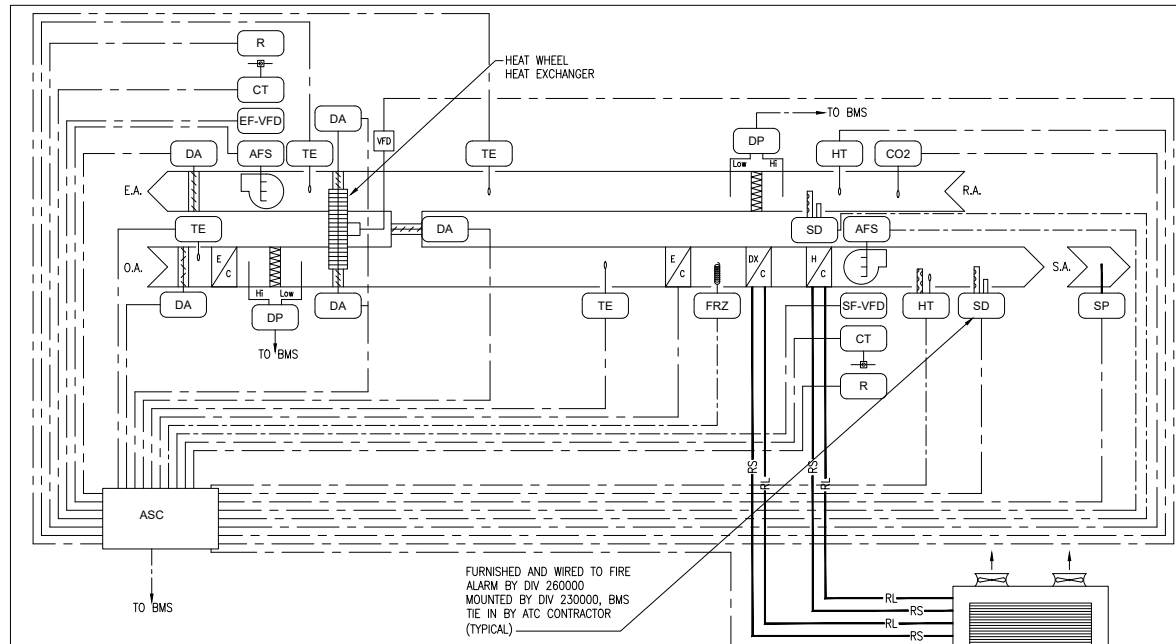 R
CT
EF-VFD
HEAT WHEEL
HEAT EXCHANGER
DA
VFD
TO BMS
DP
DA
AFS
TE
TE
HT
CO2
Low Hi
E.A.
R.A.
TE
DA
SD
AFS
O.A.
E
C
E
C
DX
C
H
C
S.A.
Hi Low
DA
DP
DA
TE
FRZ
SF-VFD
HT
SD
SP
TO BMS
CT
R
RS
RL
RS
RL
ASC
TO BMS
FURNISHED AND WIRED TO FIRE
ALARM BY DIV 260000
MOUNTED BY DIV 230000, BMS
TIE IN BY ATC CONTRACTOR
(TYPICAL)
RL
RS
RL
RS